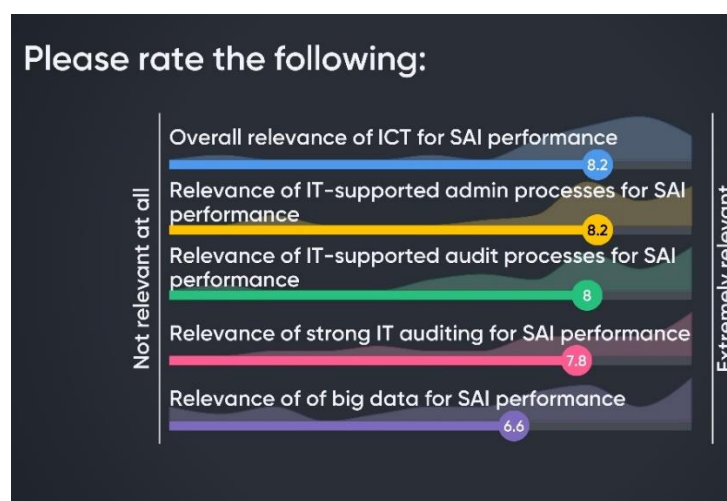 Please rate the following:
Not relevant at all
Overall relevance of ICT for SAI performance
8.2
Relevance of IT-supported admin processes for SAI
performance
8.2
Relevance of IT-supported audit processes for SAI
performance
8
Relevance of strong IT auditing for SAI performance
7.8
Relevance of of big data for SAI performance
6.6
Extremely relevant